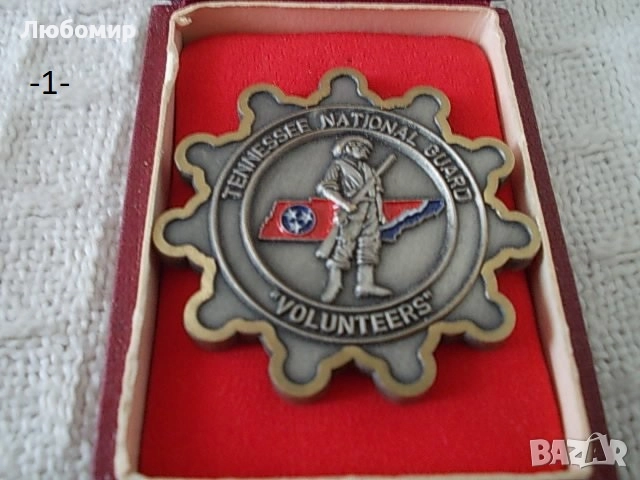 Любомир
-1-
TENNESSEE NATIONAL GUARD
"VOLUNTEERS"
BAZAR